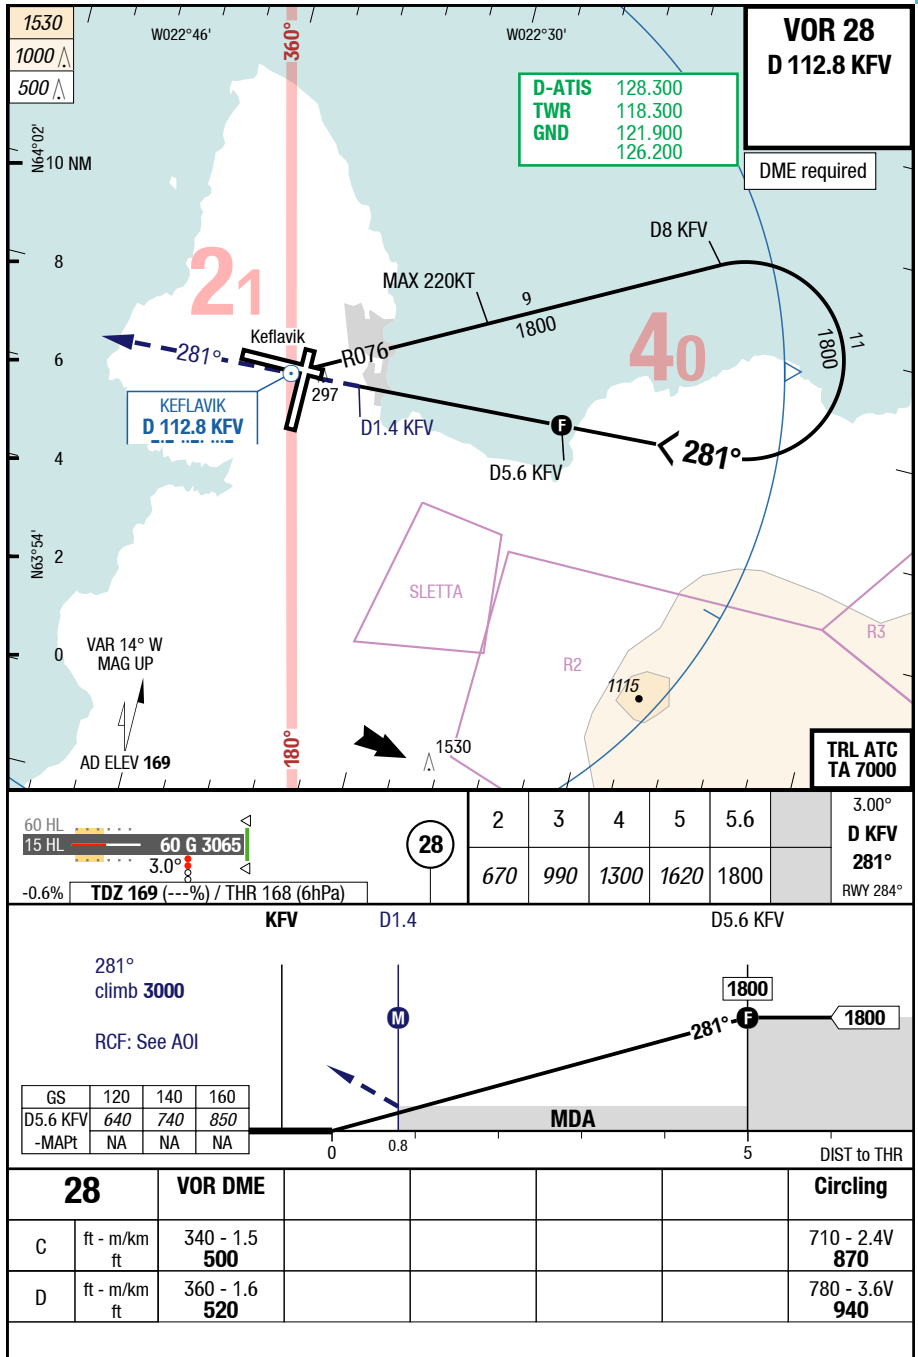 1530
1000
500
W022°46'
360°
W022°30'
VOR 28
D 112.8 KFV
D-ATIS 128.300
TWR 118.300
GND 121.900
126.200
DME required
N64°02'
10 NM
8
6
4
2
0
N63°54'
21
40
D8 KFV
MAX 220KT
9
1800
11
1800
Keflavik
R076
281°
297
KEFLAVIK
D 112.8 KFV
D1.4 KFV
F
281°
D5.6 KFV
SLETTA
R2
R3
1115
1530
VAR 14° W
MAG UP
AD ELEV 169
180°
TRL ATC
TA 7000
60 HL
15 HL
60 G 3065
3.0°
-0.6%
TDZ 169 (---%) / THR 168 (6hPa)
28
2 3 4 5 5.6
670 990 1300 1620 1800
3.00°
D KFV
281°
RWY 284°
KFV D1.4 D5.6 KFV
281°
climb 3000
RCF: See AOI
M
1800
281°
F
1800
MDA
GS 120 140 160
D5.6 KFV 640 740 850
-MAPt NA NA NA
0 0.8 5 DIST to THR
28 VOR DME Circling
C ft - m/km 340 - 1.5 710 - 2.4V
ft 500 870
D ft - m/km 360 - 1.6 780 - 3.6V
ft 520 940